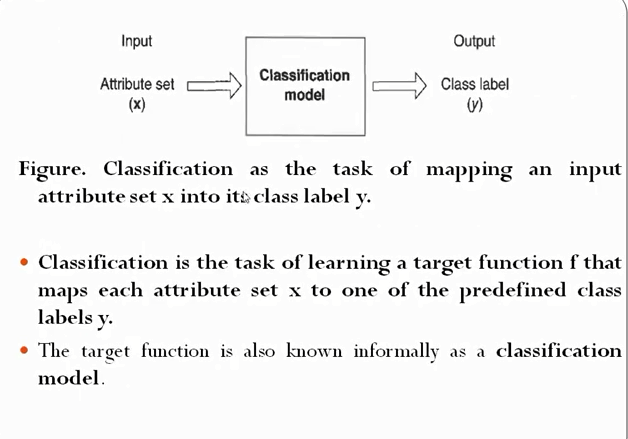 Input
Output
Attribute set
(x)
Classification
model
Class label
(y)
Figure. Classification as the task of mapping an input
attribute set x into its class label y.
• Classification is the task of learning a target function f that
maps each attribute set x to one of the predefined class
labels y.
• The target function is also known informally as a classification
model.